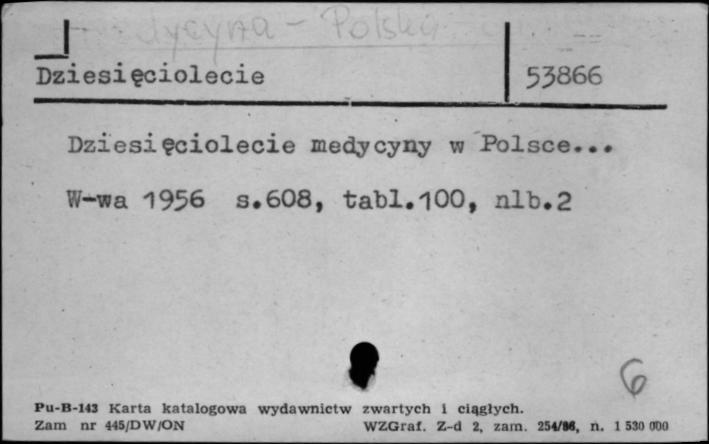 Medycyna - Polska
Dziesięciolecie 53866
Dziesięciolecie medycyny w Polsce...
W-wa 1956 s.608, tabl.100, nlb.2
6
Pu-B-143 Karta katalogowa wydawnictw zwartych i ciągłych.
Zam nr 445/DW/ON WZGraf. Z-d 2, zam. 254/86, n. 1 530 000